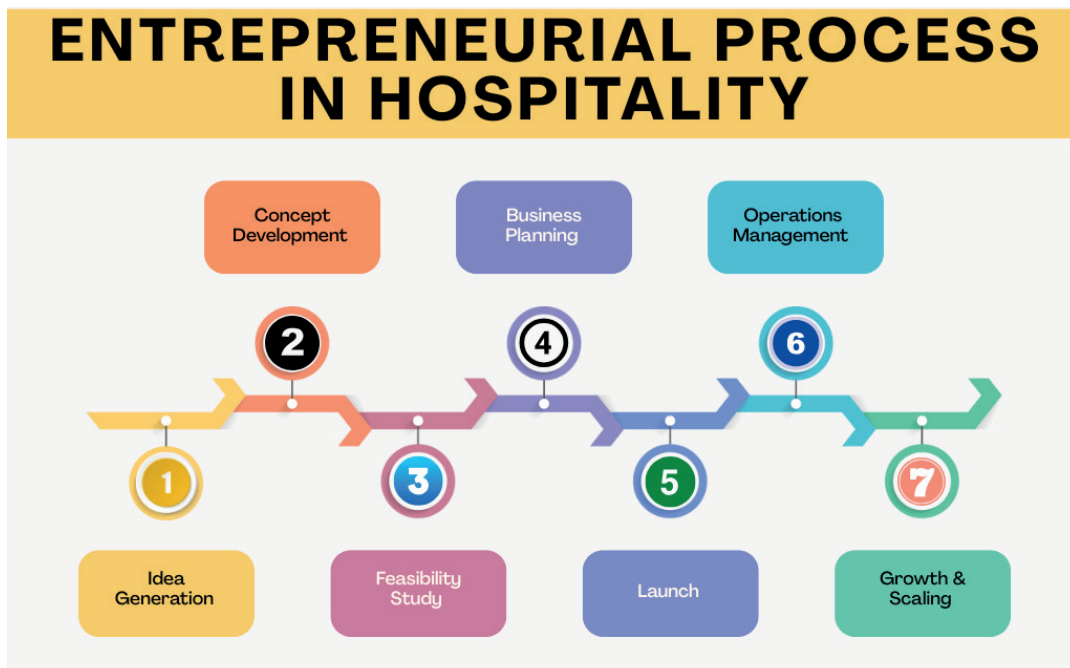 ENTREPRENEURIAL PROCESS
IN HOSPITALITY
1
Idea
Generation
2
Concept
Development
3
Feasibility
Study
4
Business
Planning
5
Launch
6
Operations
Management
7
Growth &
Scaling